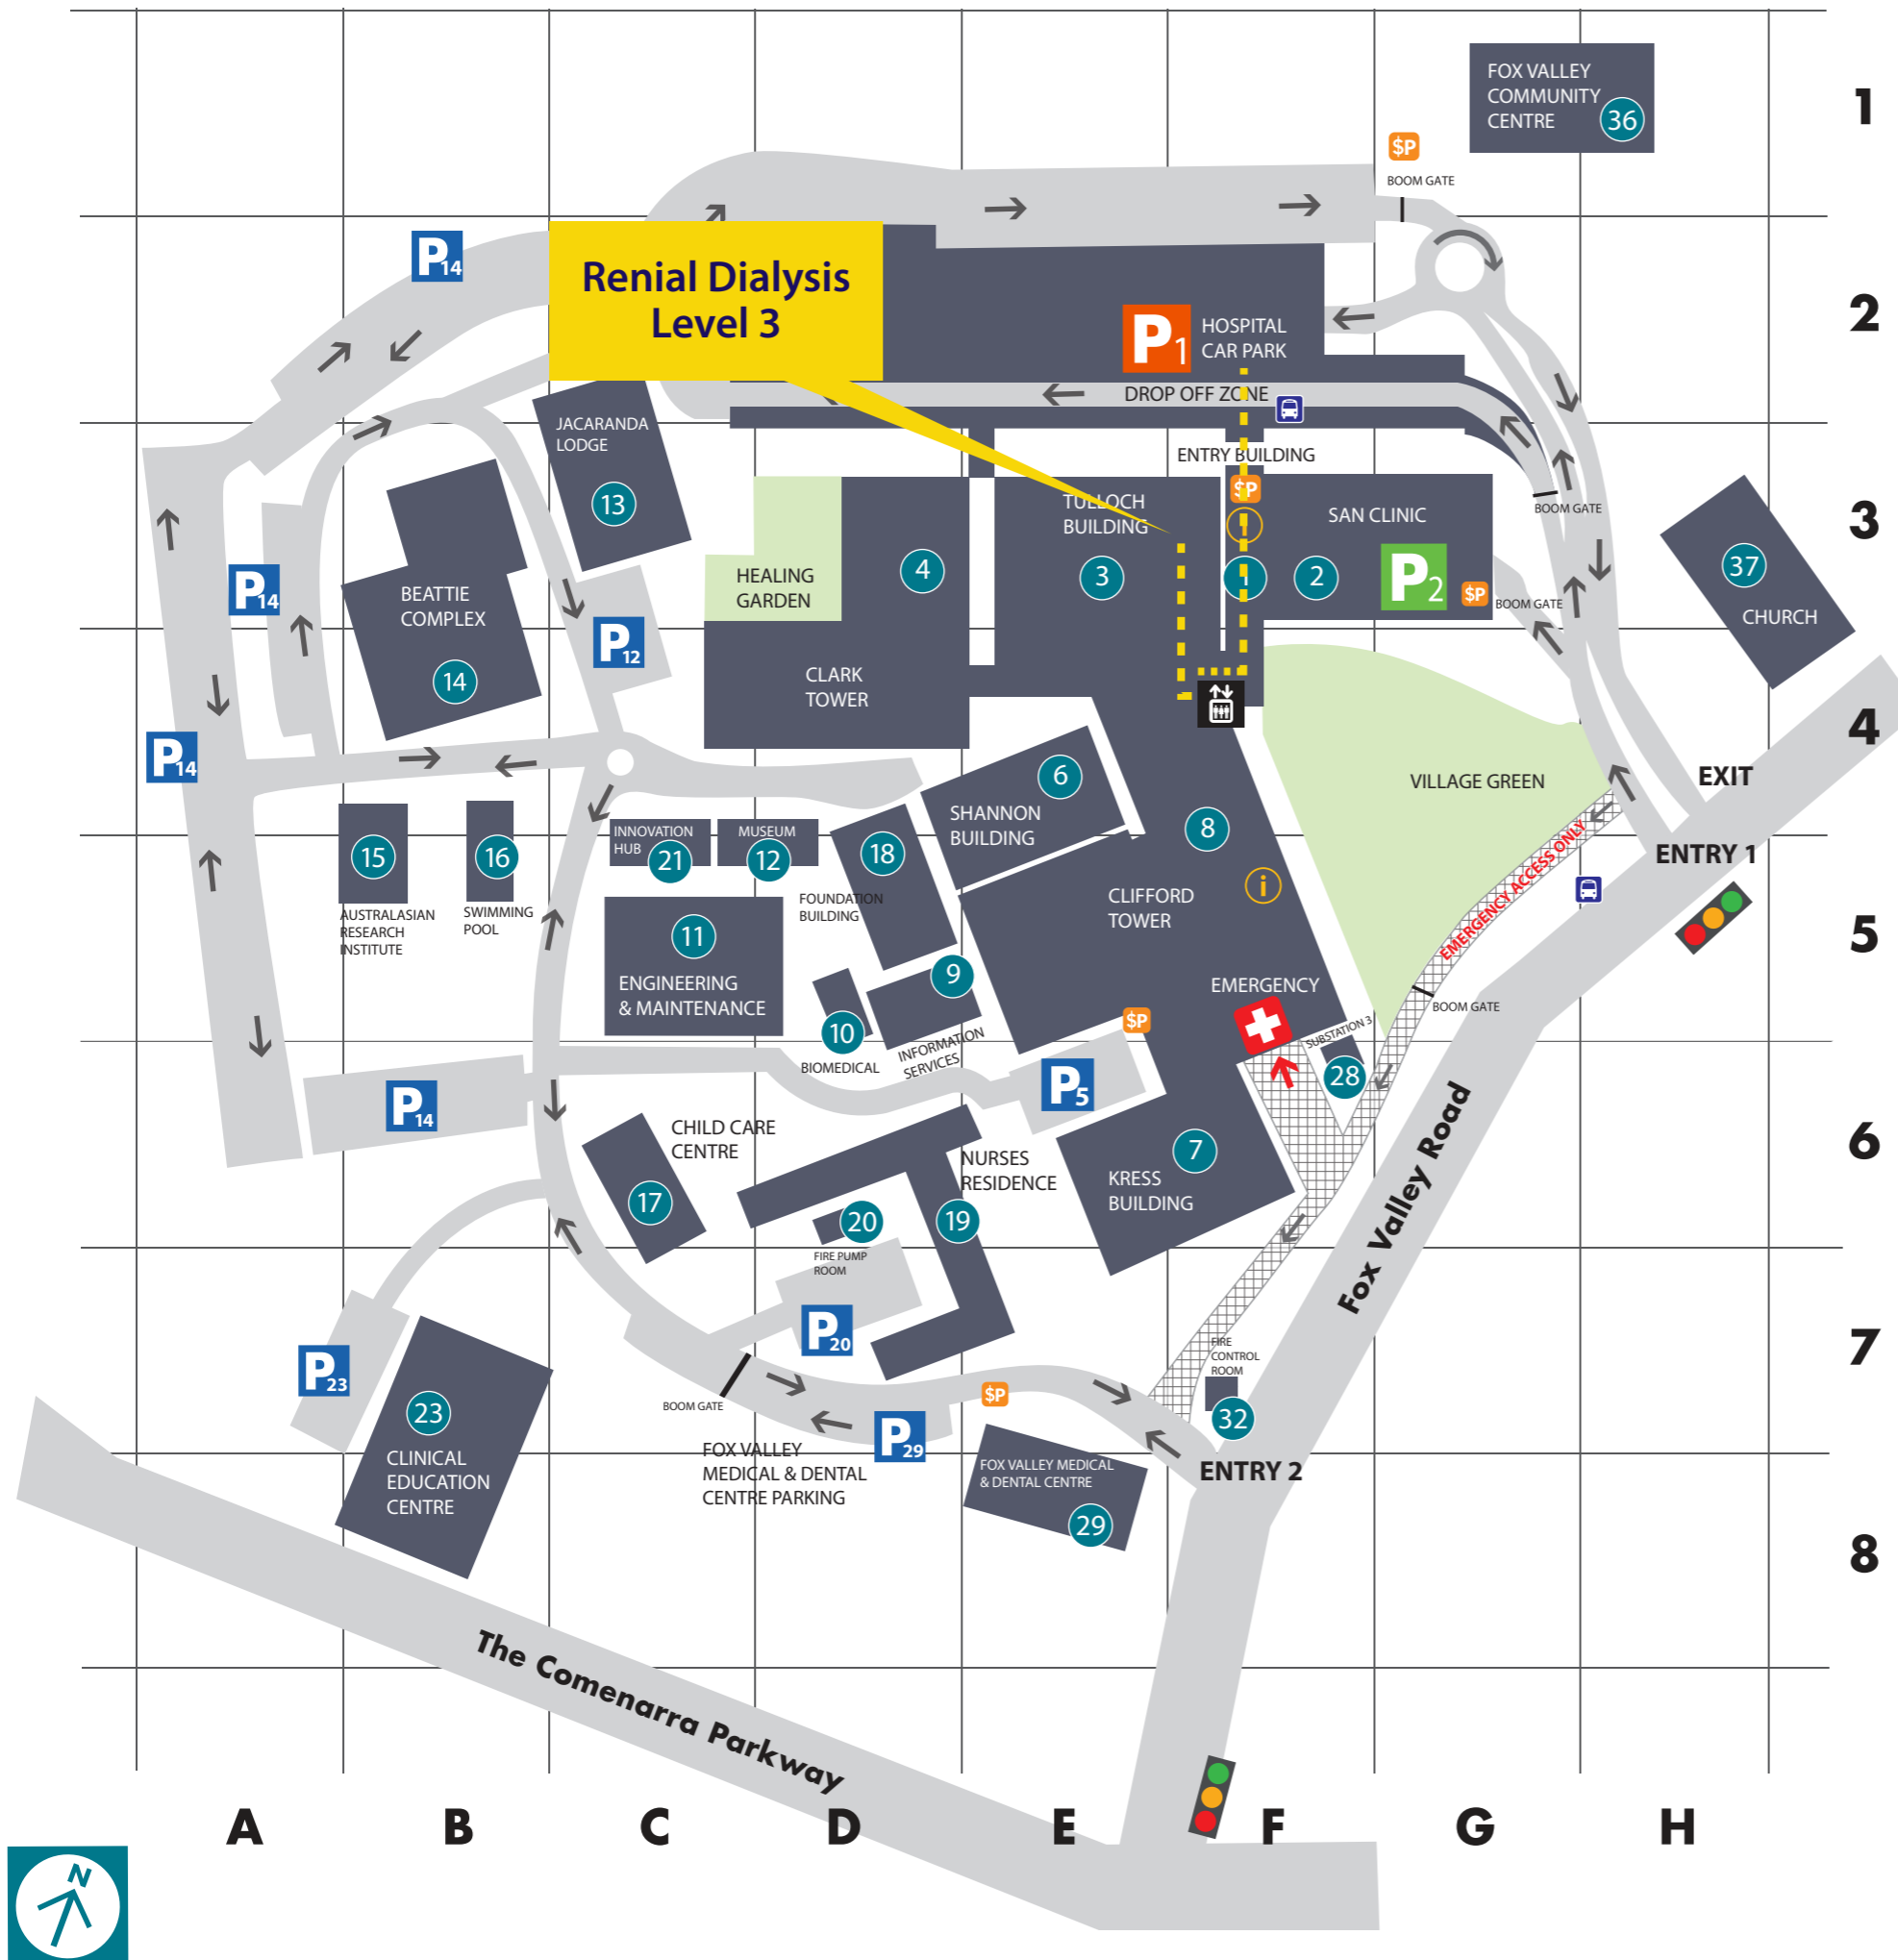 FOX VALLEY
COMMUNITY
CENTRE
36
1
$P
BOOM GATE
P14
Renial Dialysis
Level 3
P1
HOSPITAL
CAR PARK
2
DROP OFF ZONE
JACARANDA
LODGE
13
ENTRY BUILDING
$P
i
TULLOCH
BUILDING
3
SAN CLINIC
1
2
P2
$P
BOOM GATE
BOOM GATE
3
37
CHURCH
P14
BEATTIE
COMPLEX
14
P12
HEALING
GARDEN
4
CLARK
TOWER
P14
4
EXIT
VILLAGE GREEN
6
SHANNON
BUILDING
8
ENTRY 1
EMERGENCY ACCESS ONLY
15
AUSTRALASIAN
RESEARCH
INSTITUTE
16
SWIMMING
POOL
INNOVATION
HUB
21
MUSEUM
12
18
FOUNDATION
BUILDING
CLIFFORD
TOWER
i
5
11
ENGINEERING
& MAINTENANCE
9
INFORMATION
SERVICES
10
BIOMEDICAL
EMERGENCY
$P
SUBSTATION 3
28
BOOM GATE
P14
P5
CHILD CARE
CENTRE
17
NURSES
RESIDENCE
19
20
FIRE PUMP
ROOM
7
KRESS
BUILDING
6
Fox Valley Road
P20
P23
23
CLINICAL
EDUCATION
CENTRE
BOOM GATE
$P
P29
FOX VALLEY
MEDICAL & DENTAL
CENTRE PARKING
FIRE
CONTROL
ROOM
32
7
ENTRY 2
FOX VALLEY MEDICAL
& DENTAL CENTRE
29
8
The Comenarra Parkway
A
B
C
D
E
F
G
H
N